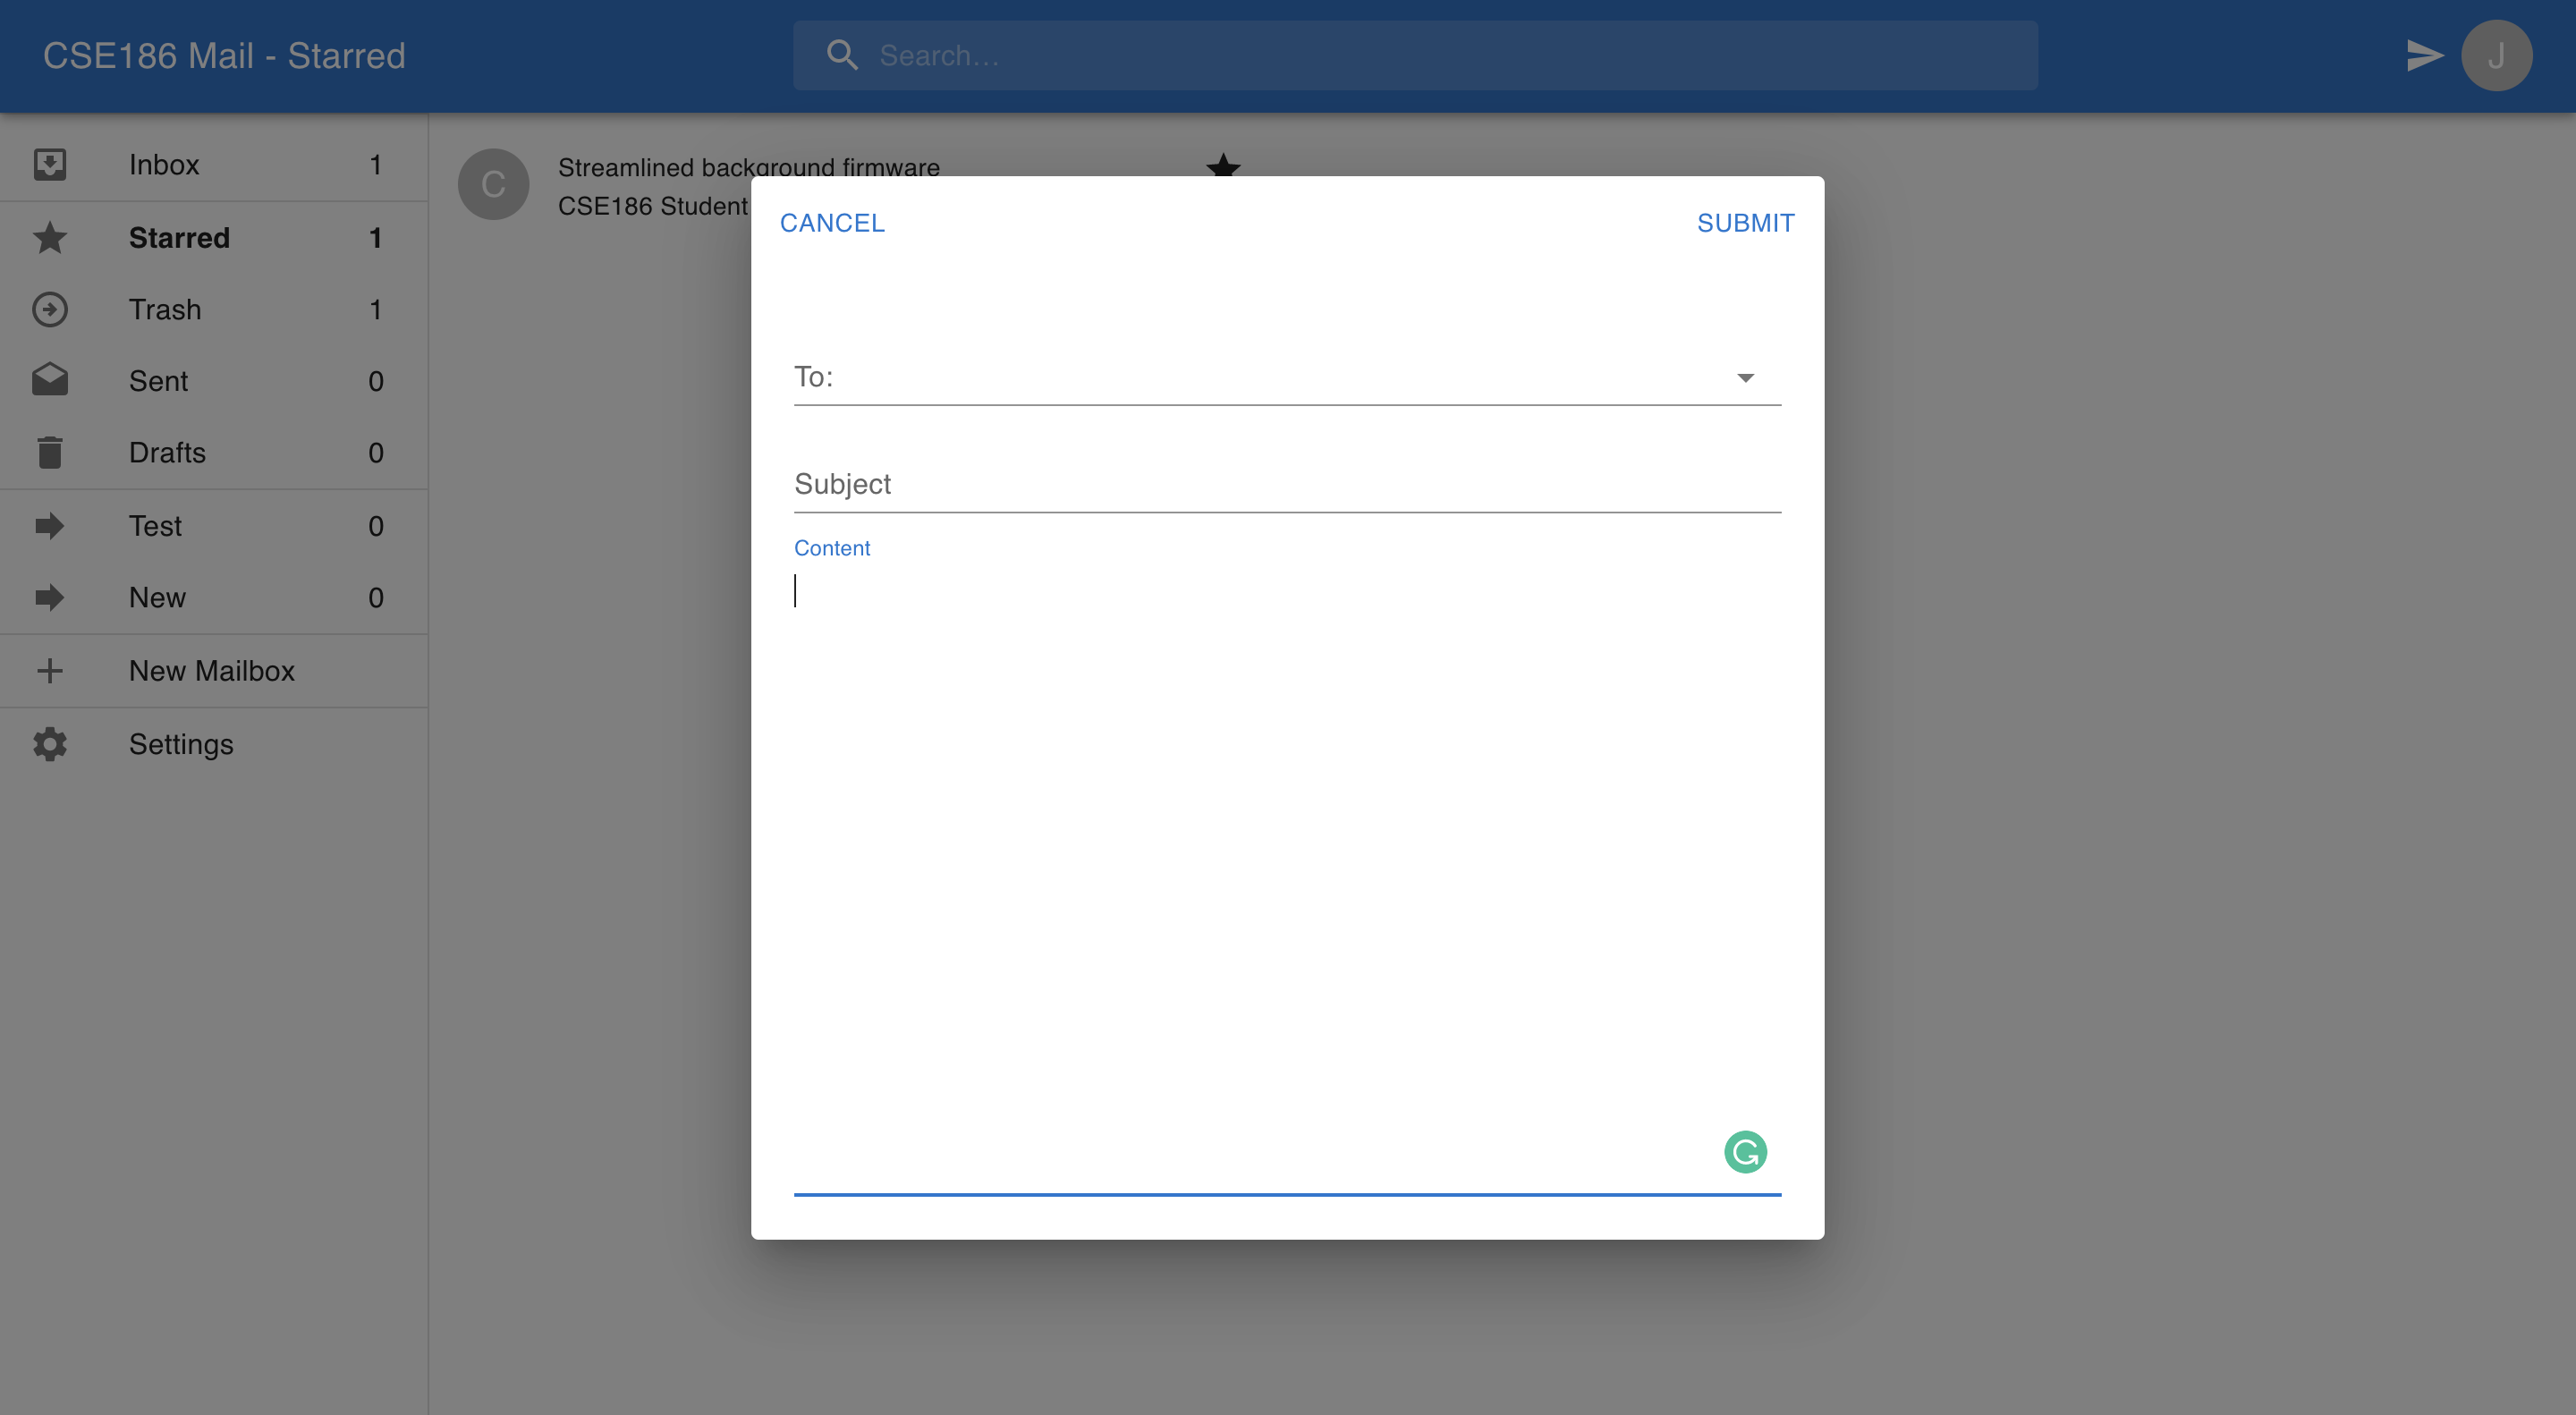 CSE186 Mail - Starred
Search...
J
Inbox 1
Starred 1
Trash 1
Sent 0
Drafts 0
Test 0
New 0
New Mailbox
Settings
C
Streamlined background firmware
CSE186 Student
CANCEL
SUBMIT
To:
Subject
Content